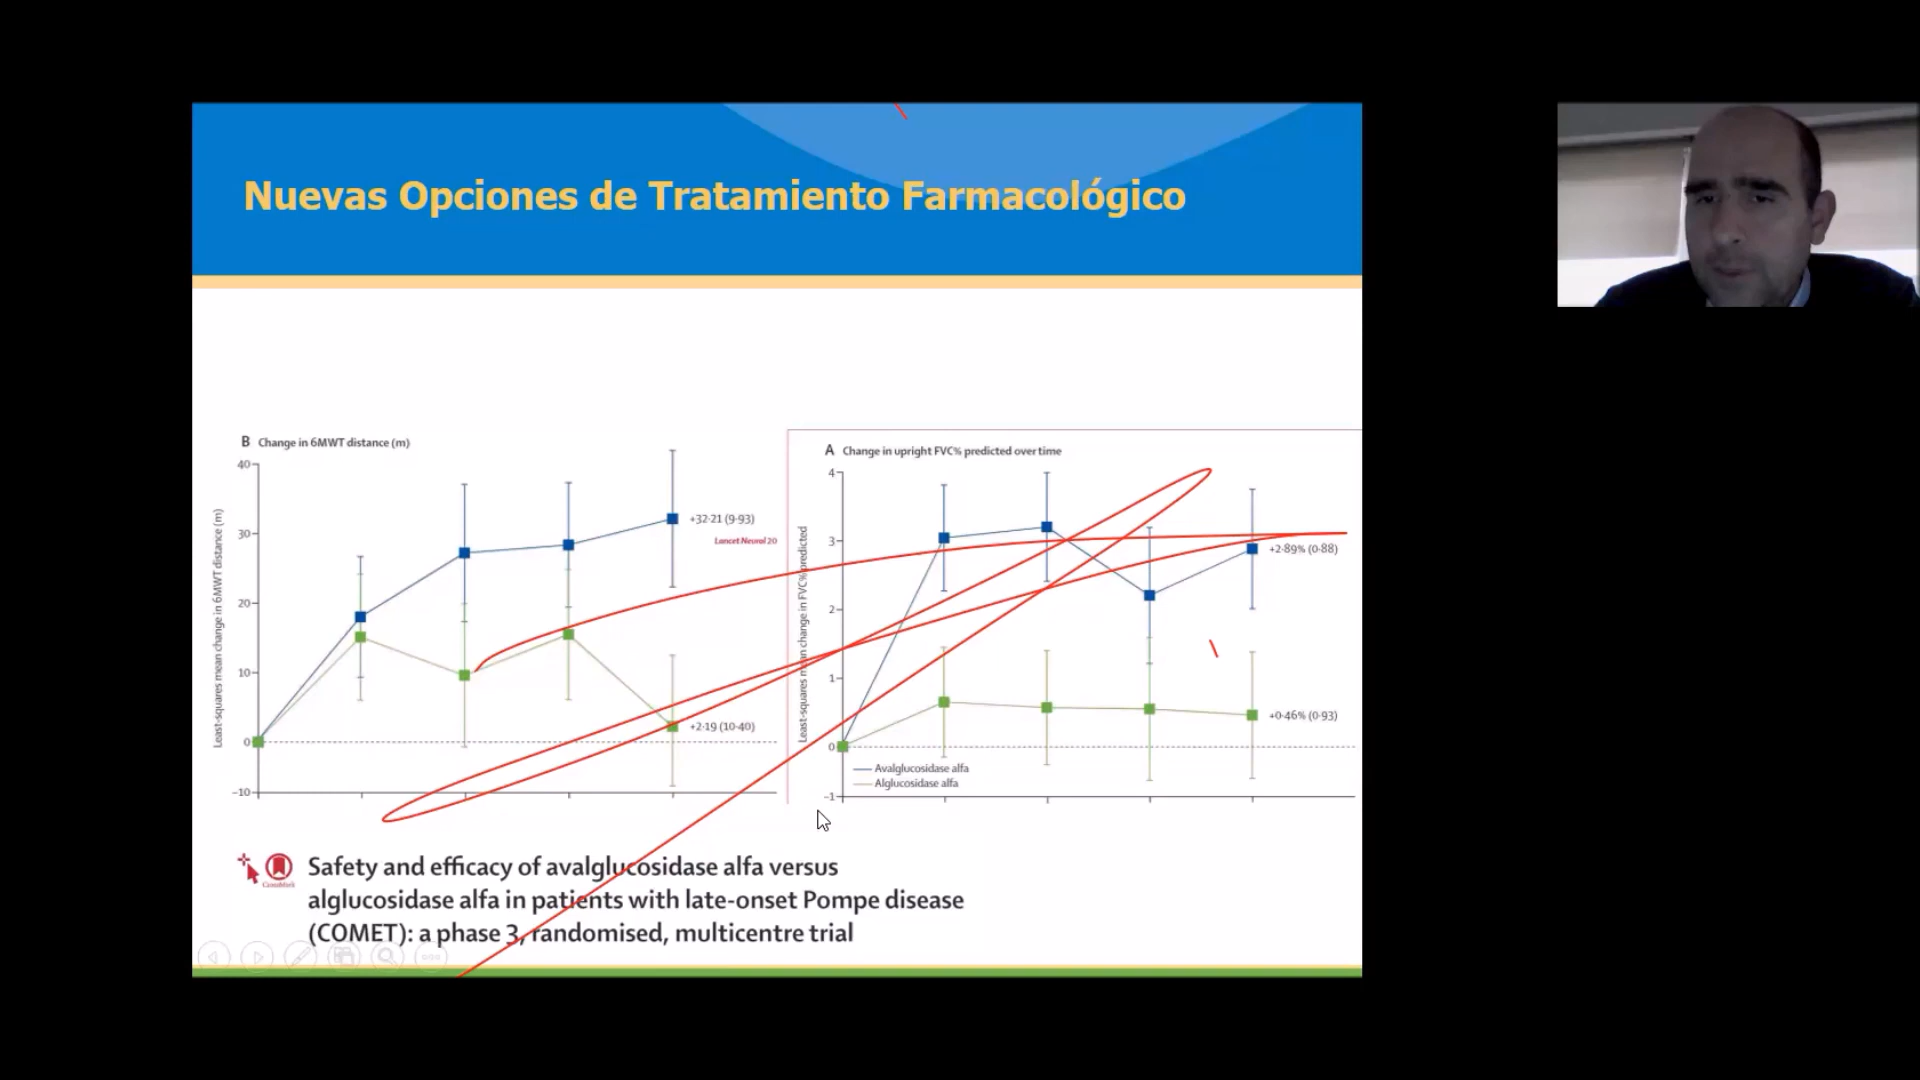 Nuevas Opciones de Tratamiento Farmacológico
B Change in 6MWT distance (m)
Least-squares mean change in 6MWT distance (m)
40
30
20
10
0
-10
+32·21 (9·93)
Lancet Neurol 20
+2·19 (10·40)
A Change in upright FVC% predicted over time
Least-squares mean change in FVC% predicted
4
3
2
1
0
-1
+2·89% (0·88)
+0·46% (0·93)
Avalglucosidase alfa
Alglucosidase alfa
CrossMark
Safety and efficacy of avalglucosidase alfa versus
alglucosidase alfa in patients with late-onset Pompe disease
(COMET): a phase 3, randomised, multicentre trial